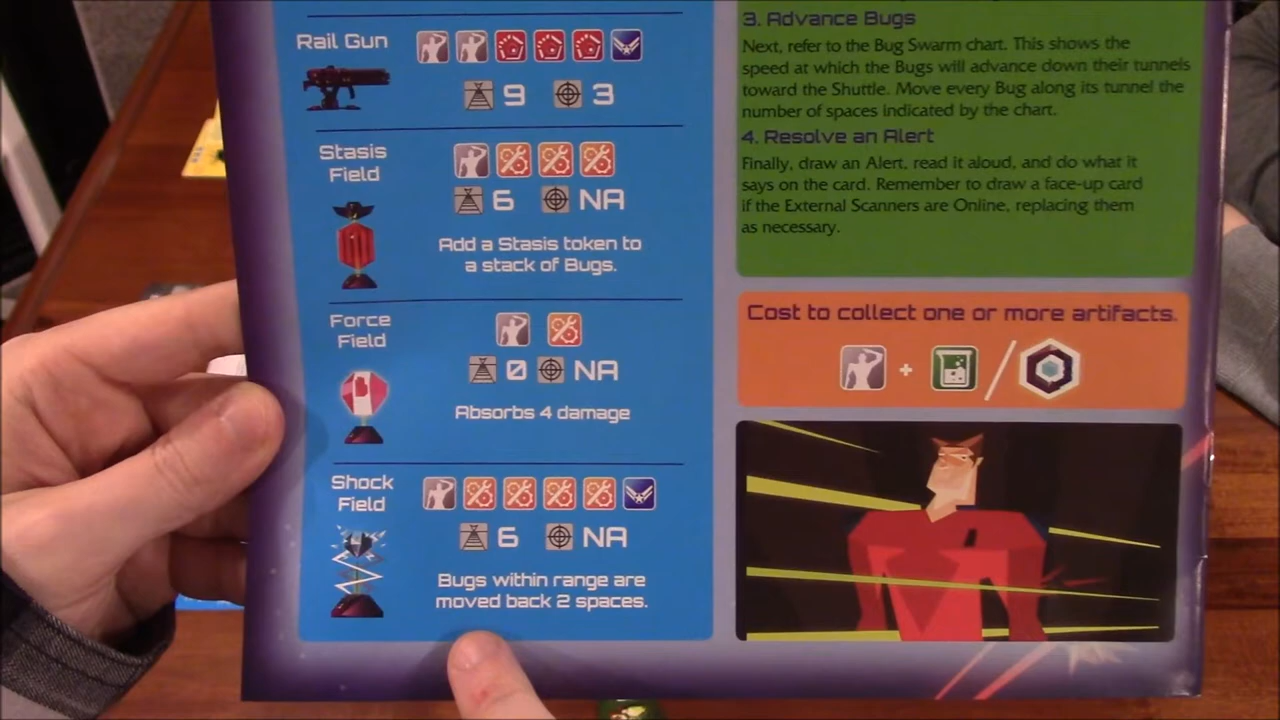 Rail Gun
9 3
Stasis
Field
6 NA
Add a Stasis token to
a stack of Bugs.
Force
Field
0 NA
Absorbs 4 damage
Shock
Field
6 NA
Bugs within range are
moved back 2 spaces.
3. Advance Bugs
Next, refer to the Bug Swarm chart. This shows the
speed at which the Bugs will advance down their tunnels
toward the Shuttle. Move every Bug along its tunnel the
number of spaces indicated by the chart.
4. Resolve an Alert
Finally, draw an Alert, read it aloud, and do what it
says on the card. Remember to draw a face-up card
if the External Scanners are Online, replacing them
as necessary.
Cost to collect one or more artifacts.
+ /